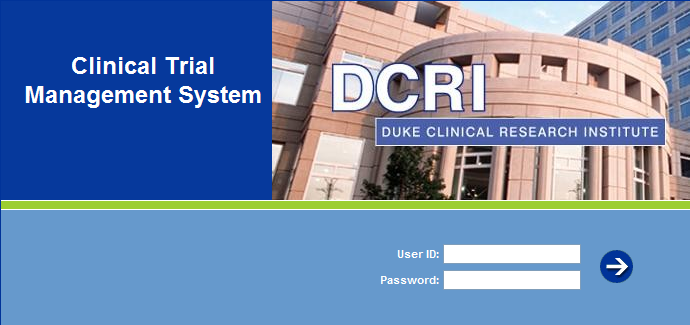 Clinical Trial
Management System
DCRI
DUKE CLINICAL RESEARCH INSTITUTE
User ID:
Password: